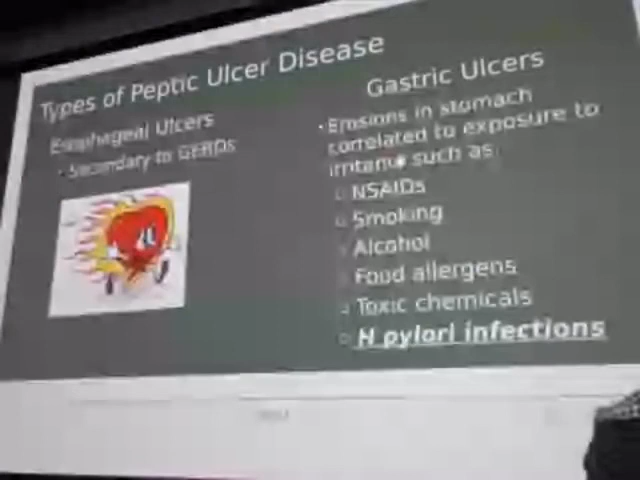 Types of Peptic Ulcer Disease
Esophageal Ulcers
Secondary to GERDs
Gastric Ulcers
Erosions in stomach
correlated to exposure to
irritants such as
NSAIDs
Smoking
Alcohol
Food allergens
Toxic chemicals
H pylori infections